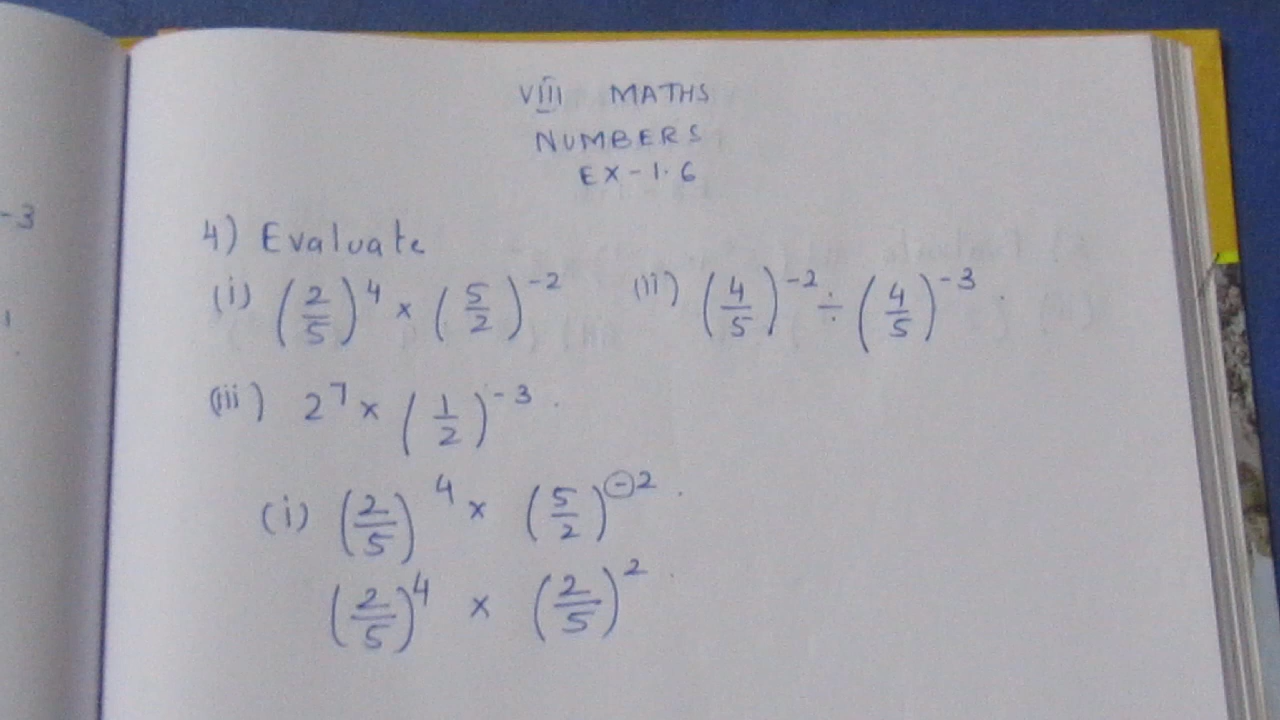 VIII MATHS
NUMBERS
EX-1.6
4) Evaluate
(i) (2/5)^4 × (5/2)^-2 (ii) (4/5)^-2 ÷ (4/5)^-3
(iii) 2^7 × (1/2)^-3.
(i) (2/5)^4 × (5/2)^-2.
(2/5)^4 × (2/5)^2
-3